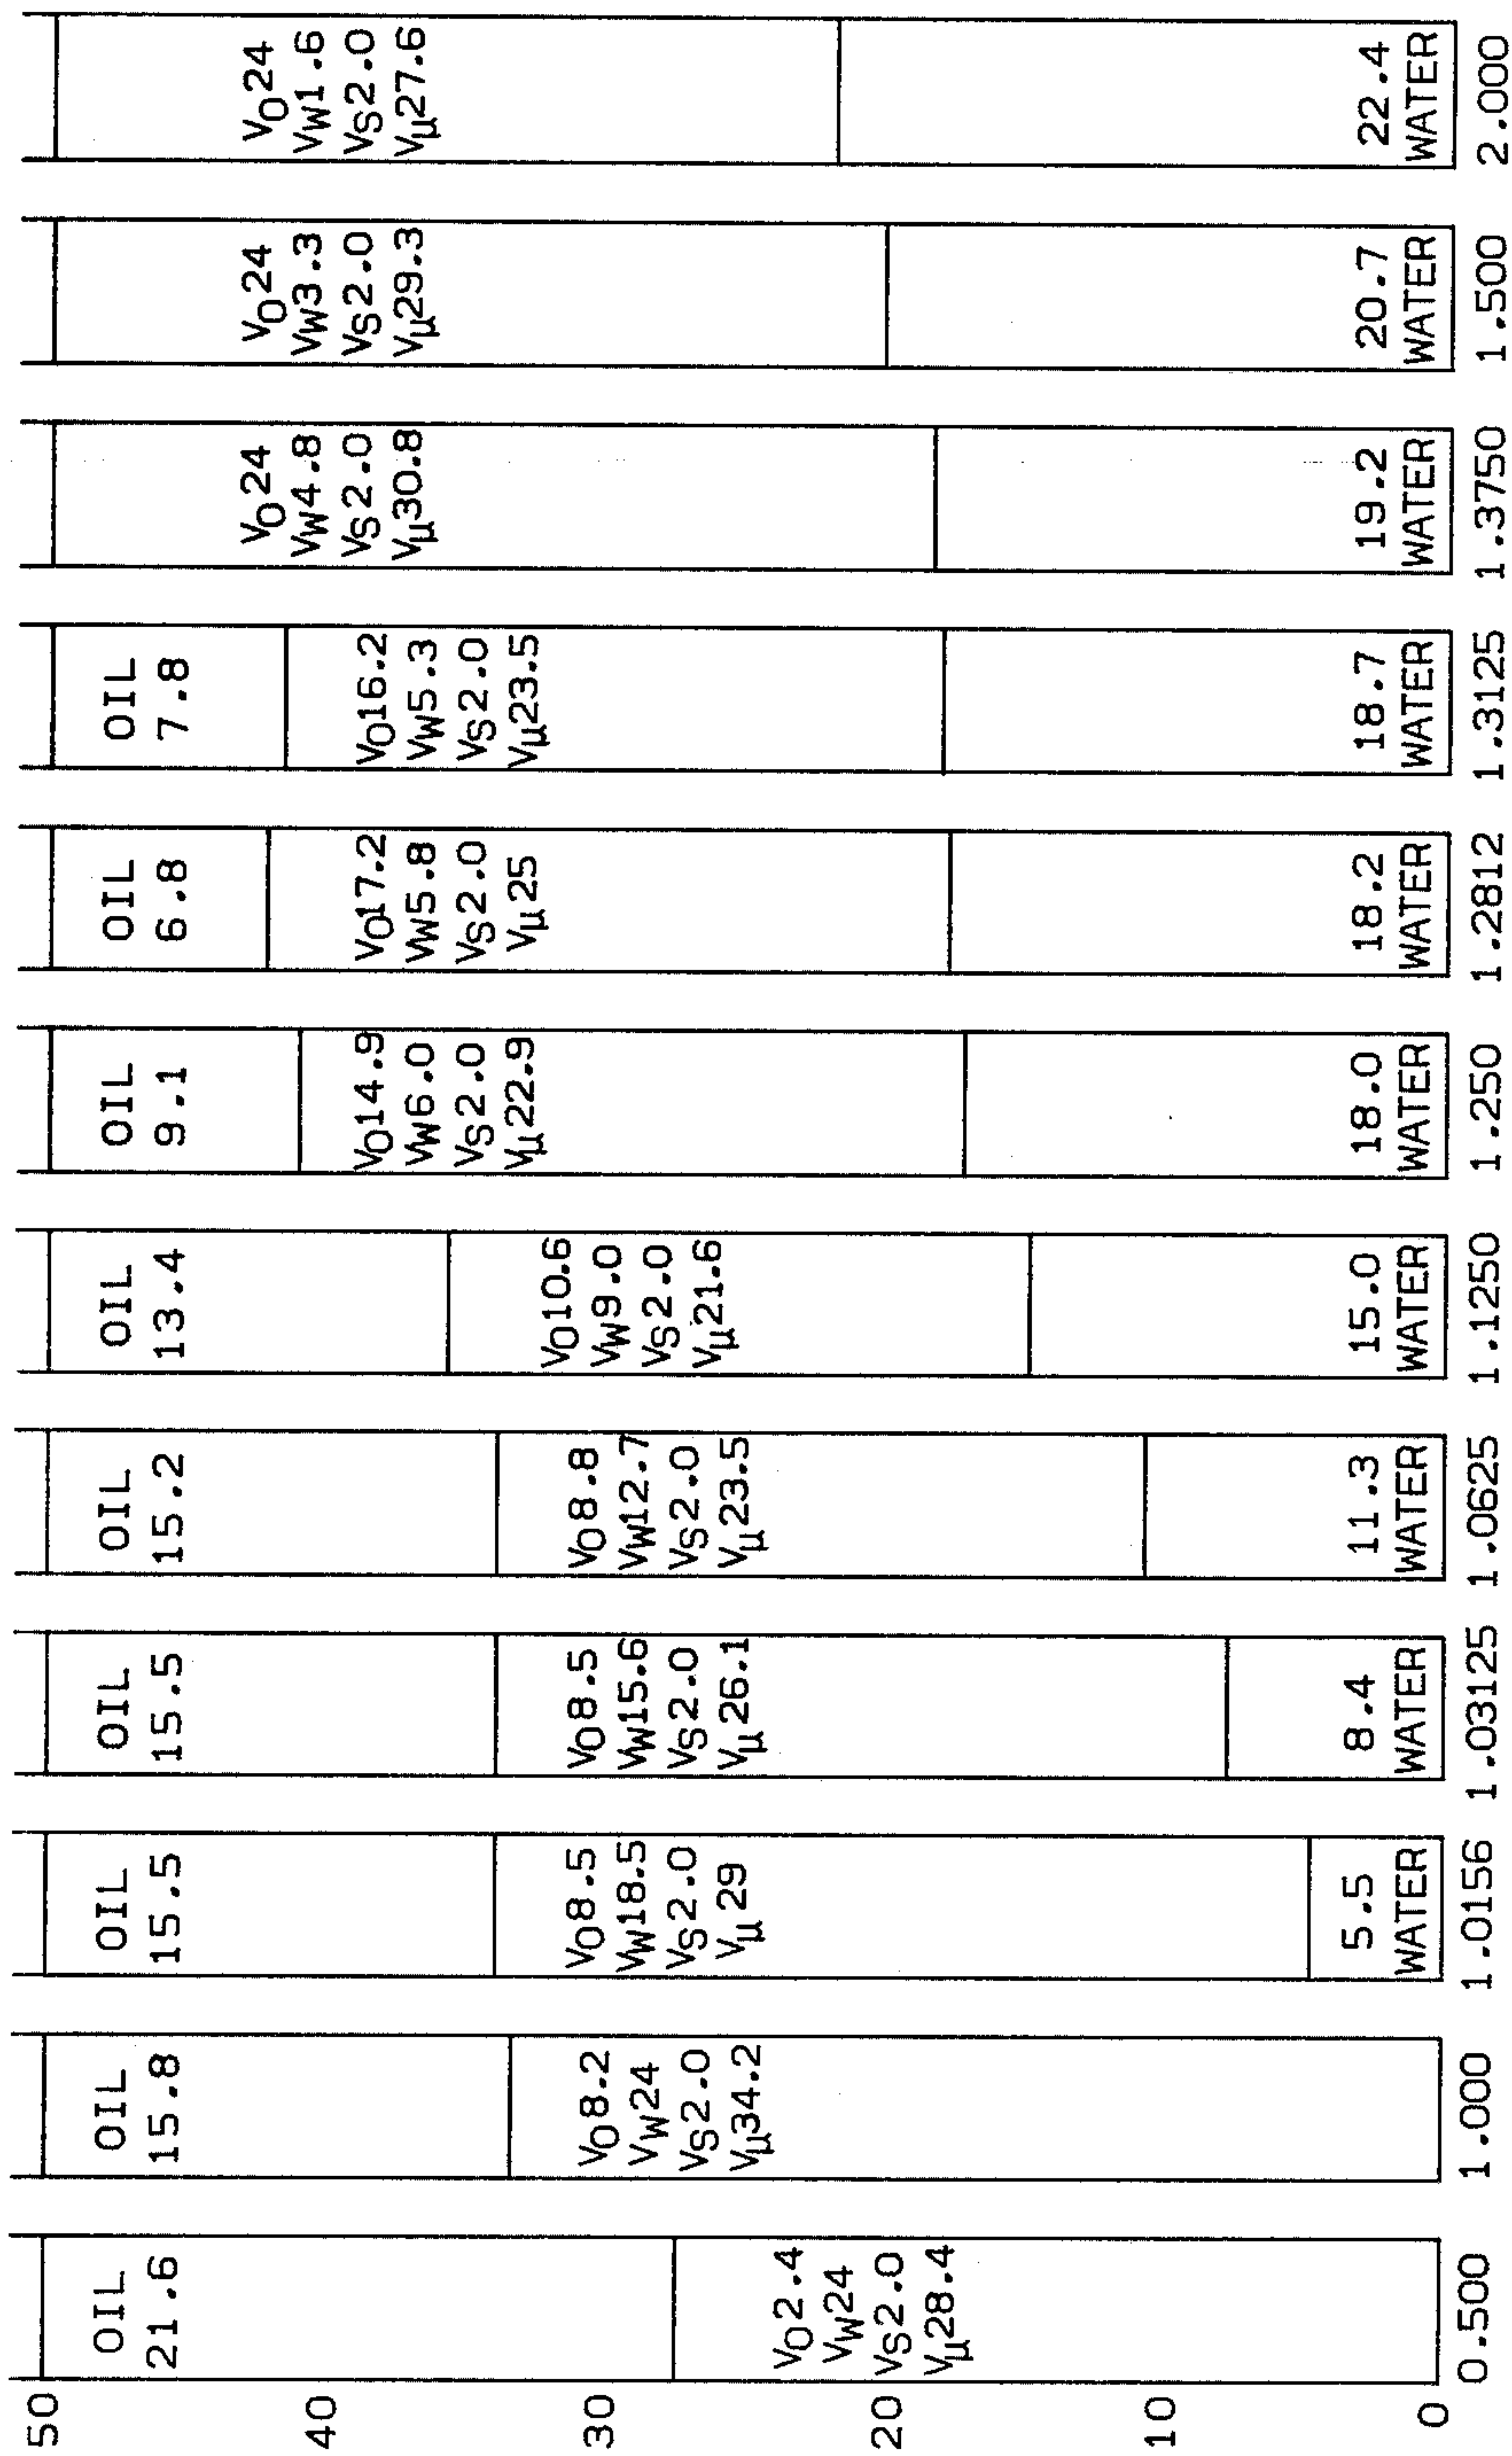 50
40
30
20
10
0
OIL
21.6
VO2.4
VW24
VS2.0
Vμ28.4
0.500
OIL
15.8
VO8.2
VW24
VS2.0
Vμ34.2
1.000
OIL
15.5
VO8.5
VW18.5
VS2.0
Vμ29
5.5
WATER
1.0156
OIL
15.5
VO8.5
VW15.6
VS2.0
Vμ26.1
8.4
WATER
1.03125
OIL
15.2
VO8.8
VW12.7
VS2.0
Vμ23.5
11.3
WATER
1.0625
OIL
13.4
VO10.6
VW9.0
VS2.0
Vμ21.6
15.0
WATER
1.1250
OIL
9.1
VO14.9
VW6.0
VS2.0
Vμ22.9
18.0
WATER
1.250
OIL
6.8
VO17.2
VW5.8
VS2.0
Vμ25
18.2
WATER
1.2812
OIL
7.8
VO16.2
VW5.3
VS2.0
Vμ23.5
18.7
WATER
1.3125
VO24
VW4.8
VS2.0
Vμ30.8
19.2
WATER
1.3750
VO24
VW3.3
VS2.0
Vμ29.3
20.7
WATER
1.500
VO24
VW1.6
VS2.0
Vμ27.6
22.4
WATER
2.000